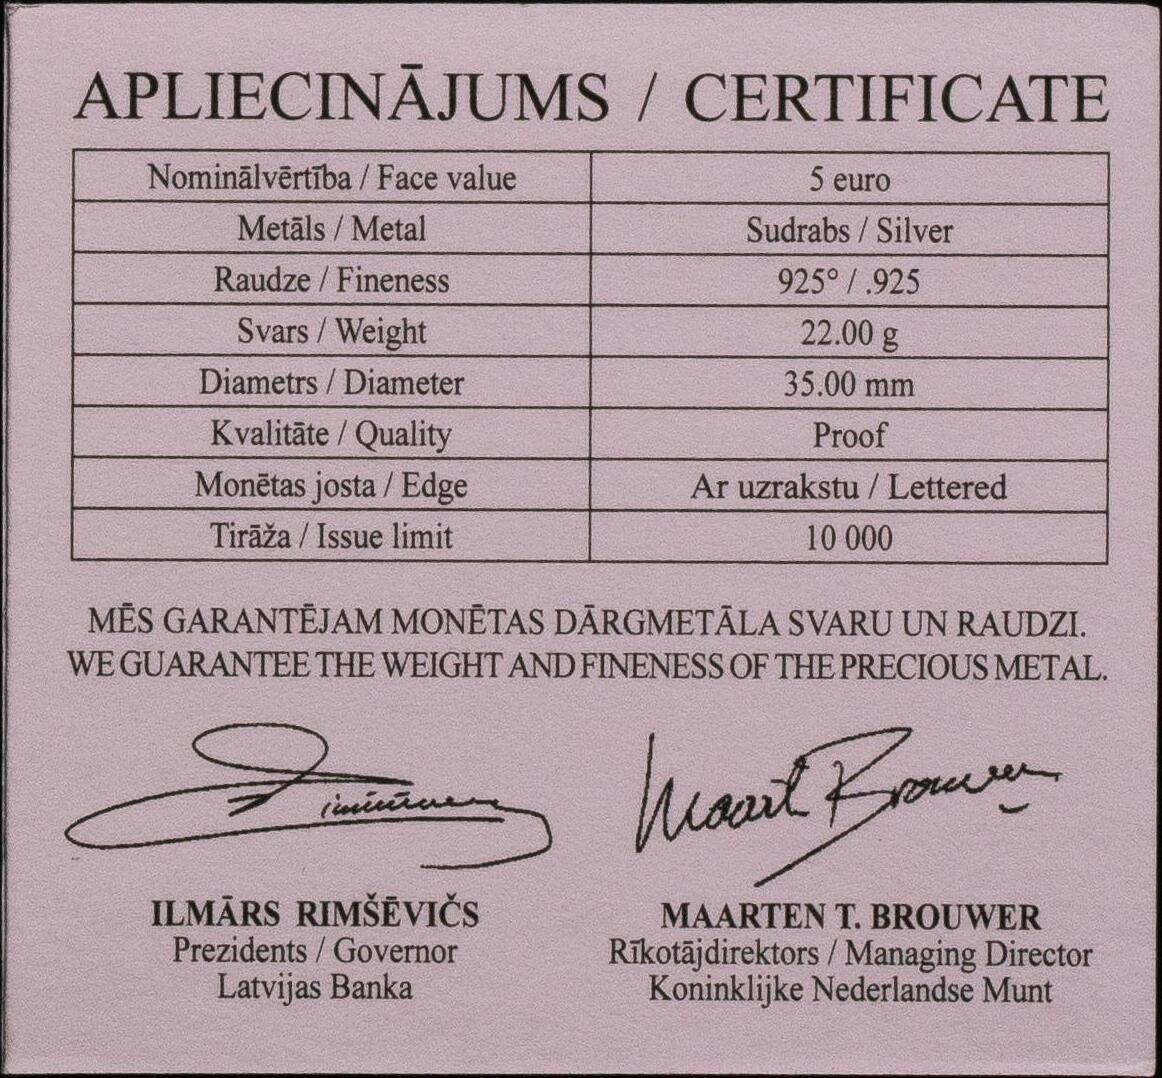 APLIECINĀJUMS / CERTIFICATE
Nominālvērtība / Face value 5 euro
Metāls / Metal Sudrabs / Silver
Raudze / Fineness 925° / .925
Svars / Weight 22.00 g
Diametrs / Diameter 35.00 mm
Kvalitāte / Quality Proof
Monētas josta / Edge Ar uzrakstu / Lettered
Tirāža / Issue limit 10 000
MĒS GARANTĒJAM MONĒTAS DĀRGMETĀLA SVARU UN RAUDZI.
WE GUARANTEE THE WEIGHT AND FINENESS OF THE PRECIOUS METAL.
Maart Brouwer
ILMĀRS RIMŠĒVIČS MAARTEN T. BROUWER
Prezidents / Governor Rīkotājdirektors / Managing Director
Latvijas Banka Koninklijke Nederlandse Munt